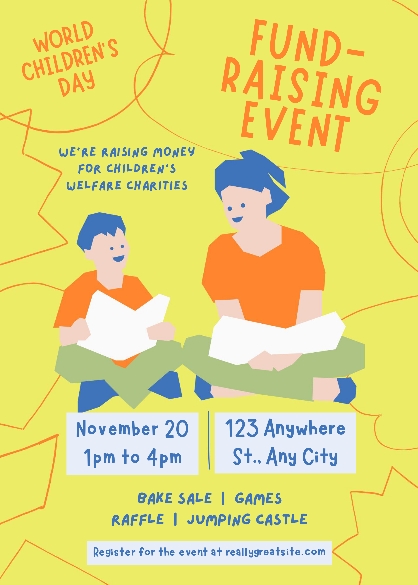 WORLD
CHILDREN'S
DAY
FUND-
RAISING
EVENT
WE'RE RAISING MONEY
FOR CHILDREN'S
WELFARE CHARITIES
November 20
1pm to 4pm
123 Anywhere
St., Any City
BAKE SALE | GAMES
RAFFLE | JUMPING CASTLE
Register for the event at reallygreatsite.com